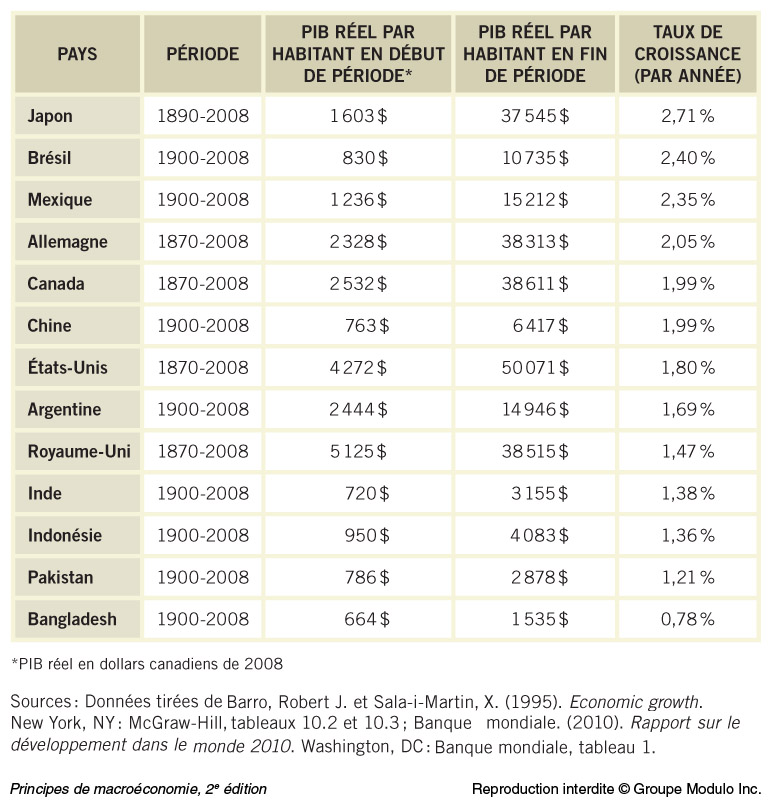 PAYS PÉRIODE PIB RÉEL PAR HABITANT EN DÉBUT DE PÉRIODE* PIB RÉEL PAR HABITANT EN FIN DE PÉRIODE TAUX DE CROISSANCE (PAR ANNÉE)
Japon 1890-2008 1 603 $ 37 545 $ 2,71 %
Brésil 1900-2008 830 $ 10 735 $ 2,40 %
Mexique 1900-2008 1 236 $ 15 212 $ 2,35 %
Allemagne 1870-2008 2 328 $ 38 313 $ 2,05 %
Canada 1870-2008 2 532 $ 38 611 $ 1,99 %
Chine 1900-2008 763 $ 6 417 $ 1,99 %
États-Unis 1870-2008 4 272 $ 50 071 $ 1,80 %
Argentine 1900-2008 2 444 $ 14 946 $ 1,69 %
Royaume-Uni 1870-2008 5 125 $ 38 515 $ 1,47 %
Inde 1900-2008 720 $ 3 155 $ 1,38 %
Indonésie 1900-2008 950 $ 4 083 $ 1,36 %
Pakistan 1900-2008 786 $ 2 878 $ 1,21 %
Bangladesh 1900-2008 664 $ 1 535 $ 0,78 %
*PIB réel en dollars canadiens de 2008
Sources : Données tirées de Barro, Robert J. et Sala-i-Martin, X. (1995). Economic growth.
New York, NY : McGraw-Hill, tableaux 10.2 et 10.3 ; Banque mondiale. (2010). Rapport sur le
développement dans le monde 2010. Washington, DC : Banque mondiale, tableau 1.
Principes de macroéconomie, 2e édition Reproduction interdite © Groupe Modulo Inc.